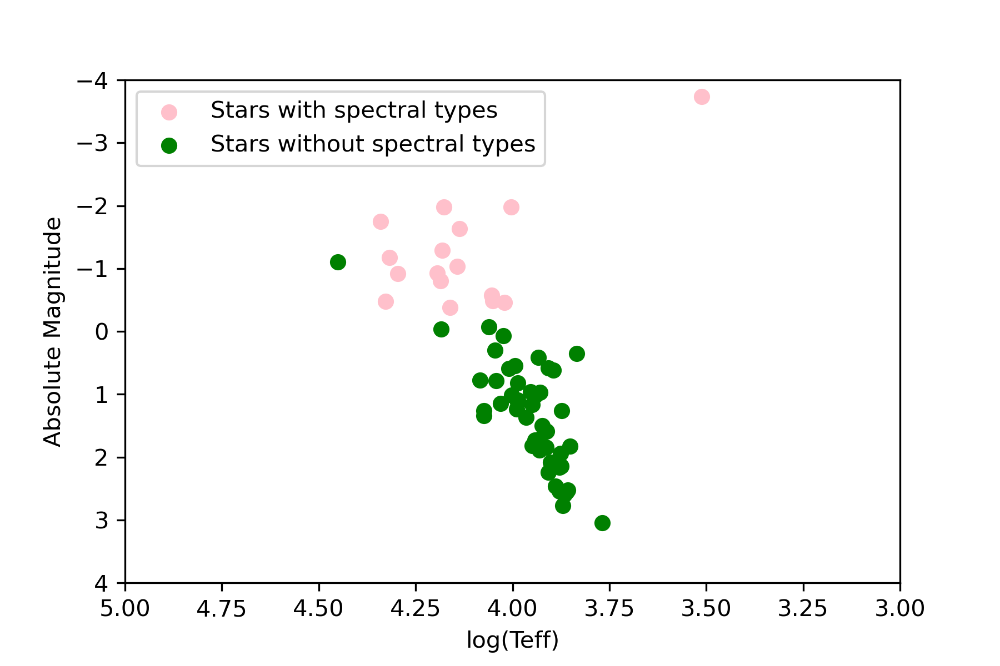 −4
−3
−2
−1
0
1
2
3
4
Absolute Magnitude
Stars with spectral types
Stars without spectral types
5.00 4.75 4.50 4.25 4.00 3.75 3.50 3.25 3.00
log(Teff)